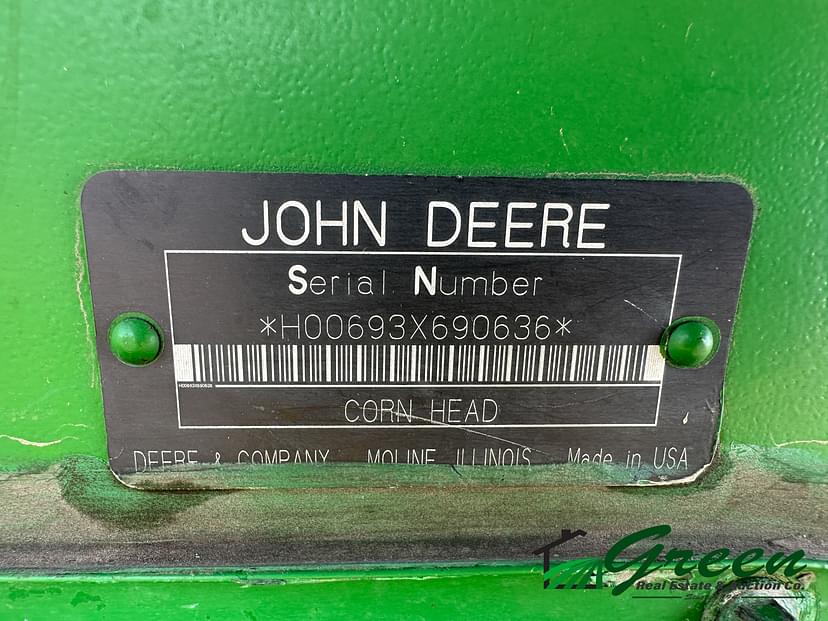 JOHN DEERE
Serial Number
*H00693X690636*
H00693X690636
CORN HEAD
DEERE & COMPANY MOLINE ILLINOIS Made in USA
Green
Real Estate & Auction Co.